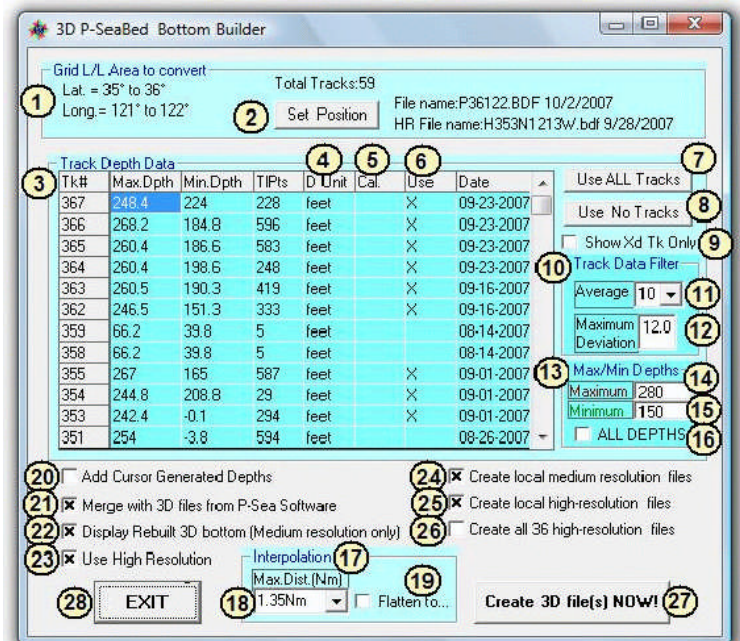 3D P-SeaBed Bottom Builder
Grid L/L Area to convert
1 Lat. = 35° to 36°
Long.= 121° to 122°
Total Tracks:59
2 Set Position
File name:P36122.BDF 10/2/2007
HR File name:H353N1213W.bdf 9/28/2007
Track Depth Data
4 5 6 7
3 Tk# Max.Dpth Min.Dpth TlPts D Unit Cal. Use Date
367 248.4 224 228 feet X 09-23-2007
366 268.2 184.8 596 feet X 09-23-2007
365 260.4 186.6 583 feet X 09-23-2007
364 260.4 198.6 248 feet X 09-23-2007
363 260.5 190.3 419 feet X 09-16-2007
362 246.5 151.3 333 feet X 09-16-2007
359 66.2 39.8 5 feet 08-14-2007
358 66.2 39.8 5 feet 08-14-2007
355 267 165 587 feet X 09-01-2007
354 244.8 208.8 29 feet X 09-01-2007
353 242.4 -0.1 294 feet X 09-01-2007
351 254 -3.8 594 feet 08-26-2007
Use ALL Tracks
Use No Tracks 8
Show Xd Tk Only 9
10 Track Data Filter
Average 10 11
Maximum Deviation 12.0 12
13 Max/Min Depths
Maximum 280 14
Minimum 150 15
ALL DEPTHS 16
20 Add Cursor Generated Depths
21 Merge with 3D files from P-Sea Software
22 Display Rebuilt 3D bottom (Medium resolution only)
23 Use High Resolution
24 Create local medium resolution files
25 Create local high-resolution files
26 Create all 36 high-resolution files
Interpolation 17
Max.Dist.(Nm)
18 1.35Nm
19 Flatten to...
28 EXIT
Create 3D file(s) NOW! 27